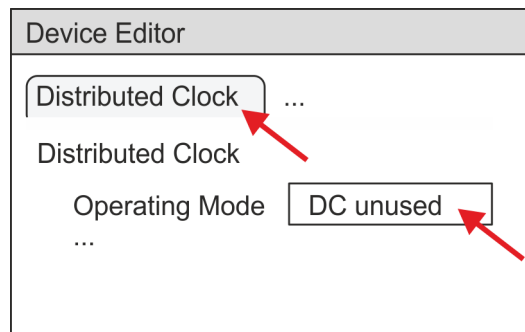 Device Editor
Distributed Clock ...
Distributed Clock
Operating Mode DC unused
...